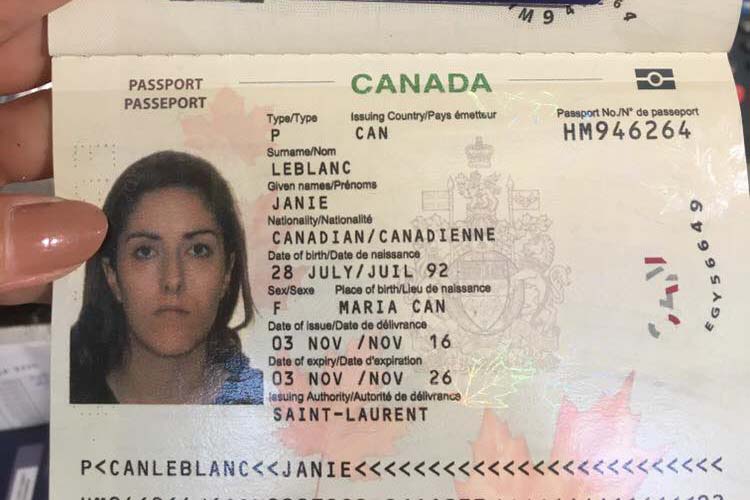 M9
PASSPORT
PASSEPORT
CANADA
Type/Type Issuing Country/Pays émetteur Passport No./N° de passeport
P CAN HM946264
Surname/Nom
LEBLANC
Given names/Prénoms
JANIE
Nationality/Nationalité
CANADIAN/CANADIENNE
Date of birth/Date de naissance
28 JULY/JUIL 92
Sex/Sexe Place of birth/Lieu de naissance
F MARIA CAN
Date of issue/Date de délivrance
03 NOV /NOV 16
Date of expiry/Date d'expiration
03 NOV /NOV 26
Issuing Authority/Autorité de délivrance
SAINT-LAURENT
EGY56649
CAN
P<CANLEBLANC<<JANIE<<<<<<<<<<<<<<<<<<<<<<<<<